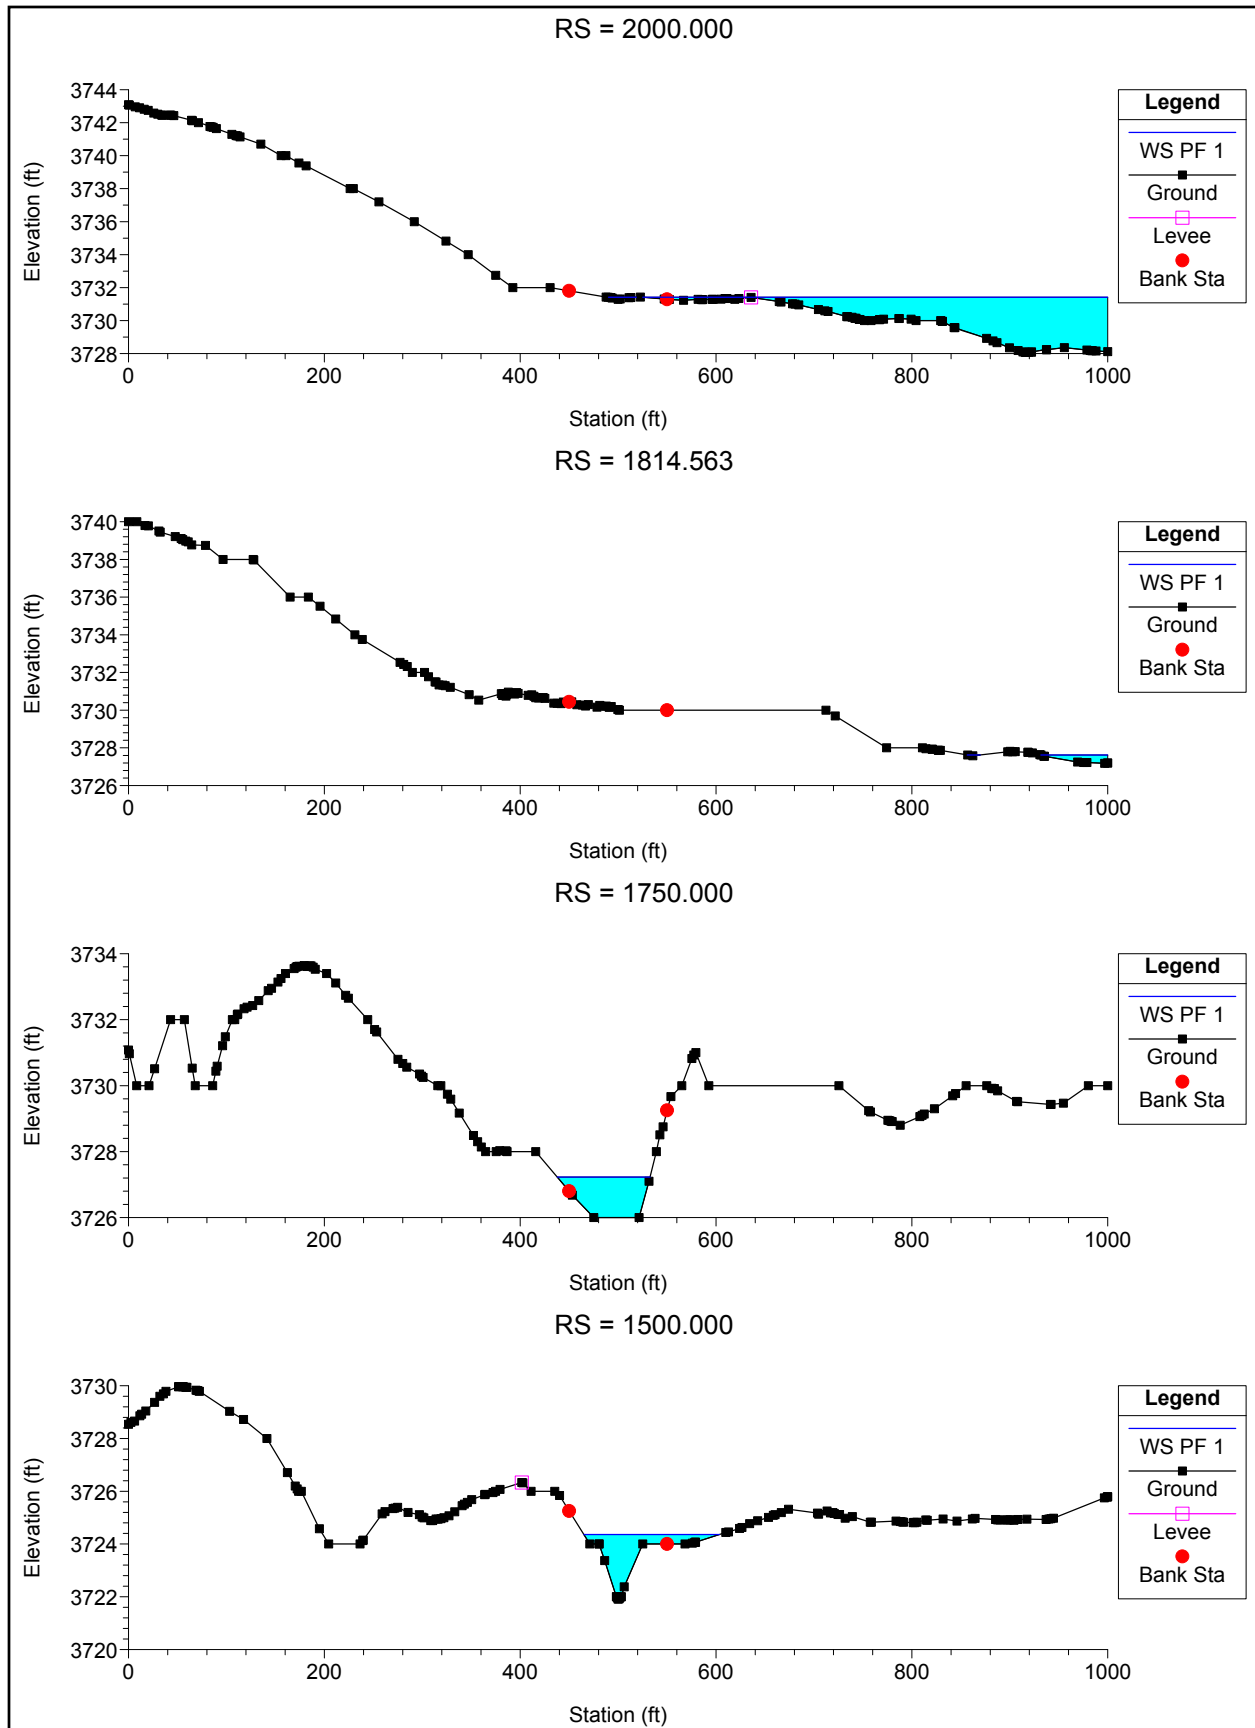 RS = 2000.000
3744
3742
3740
3738
3736
3734
3732
3730
3728
Elevation (ft)
0
200
400
600
800
1000
Station (ft)
Legend
WS PF 1
Ground
Levee
Bank Sta
RS = 1814.563
3740
3738
3736
3734
3732
3730
3728
3726
Elevation (ft)
0
200
400
600
800
1000
Station (ft)
Legend
WS PF 1
Ground
Bank Sta
RS = 1750.000
3734
3732
3730
3728
3726
Elevation (ft)
0
200
400
600
800
1000
Station (ft)
Legend
WS PF 1
Ground
Bank Sta
RS = 1500.000
3730
3728
3726
3724
3722
3720
Elevation (ft)
0
200
400
600
800
1000
Station (ft)
Legend
WS PF 1
Ground
Levee
Bank Sta